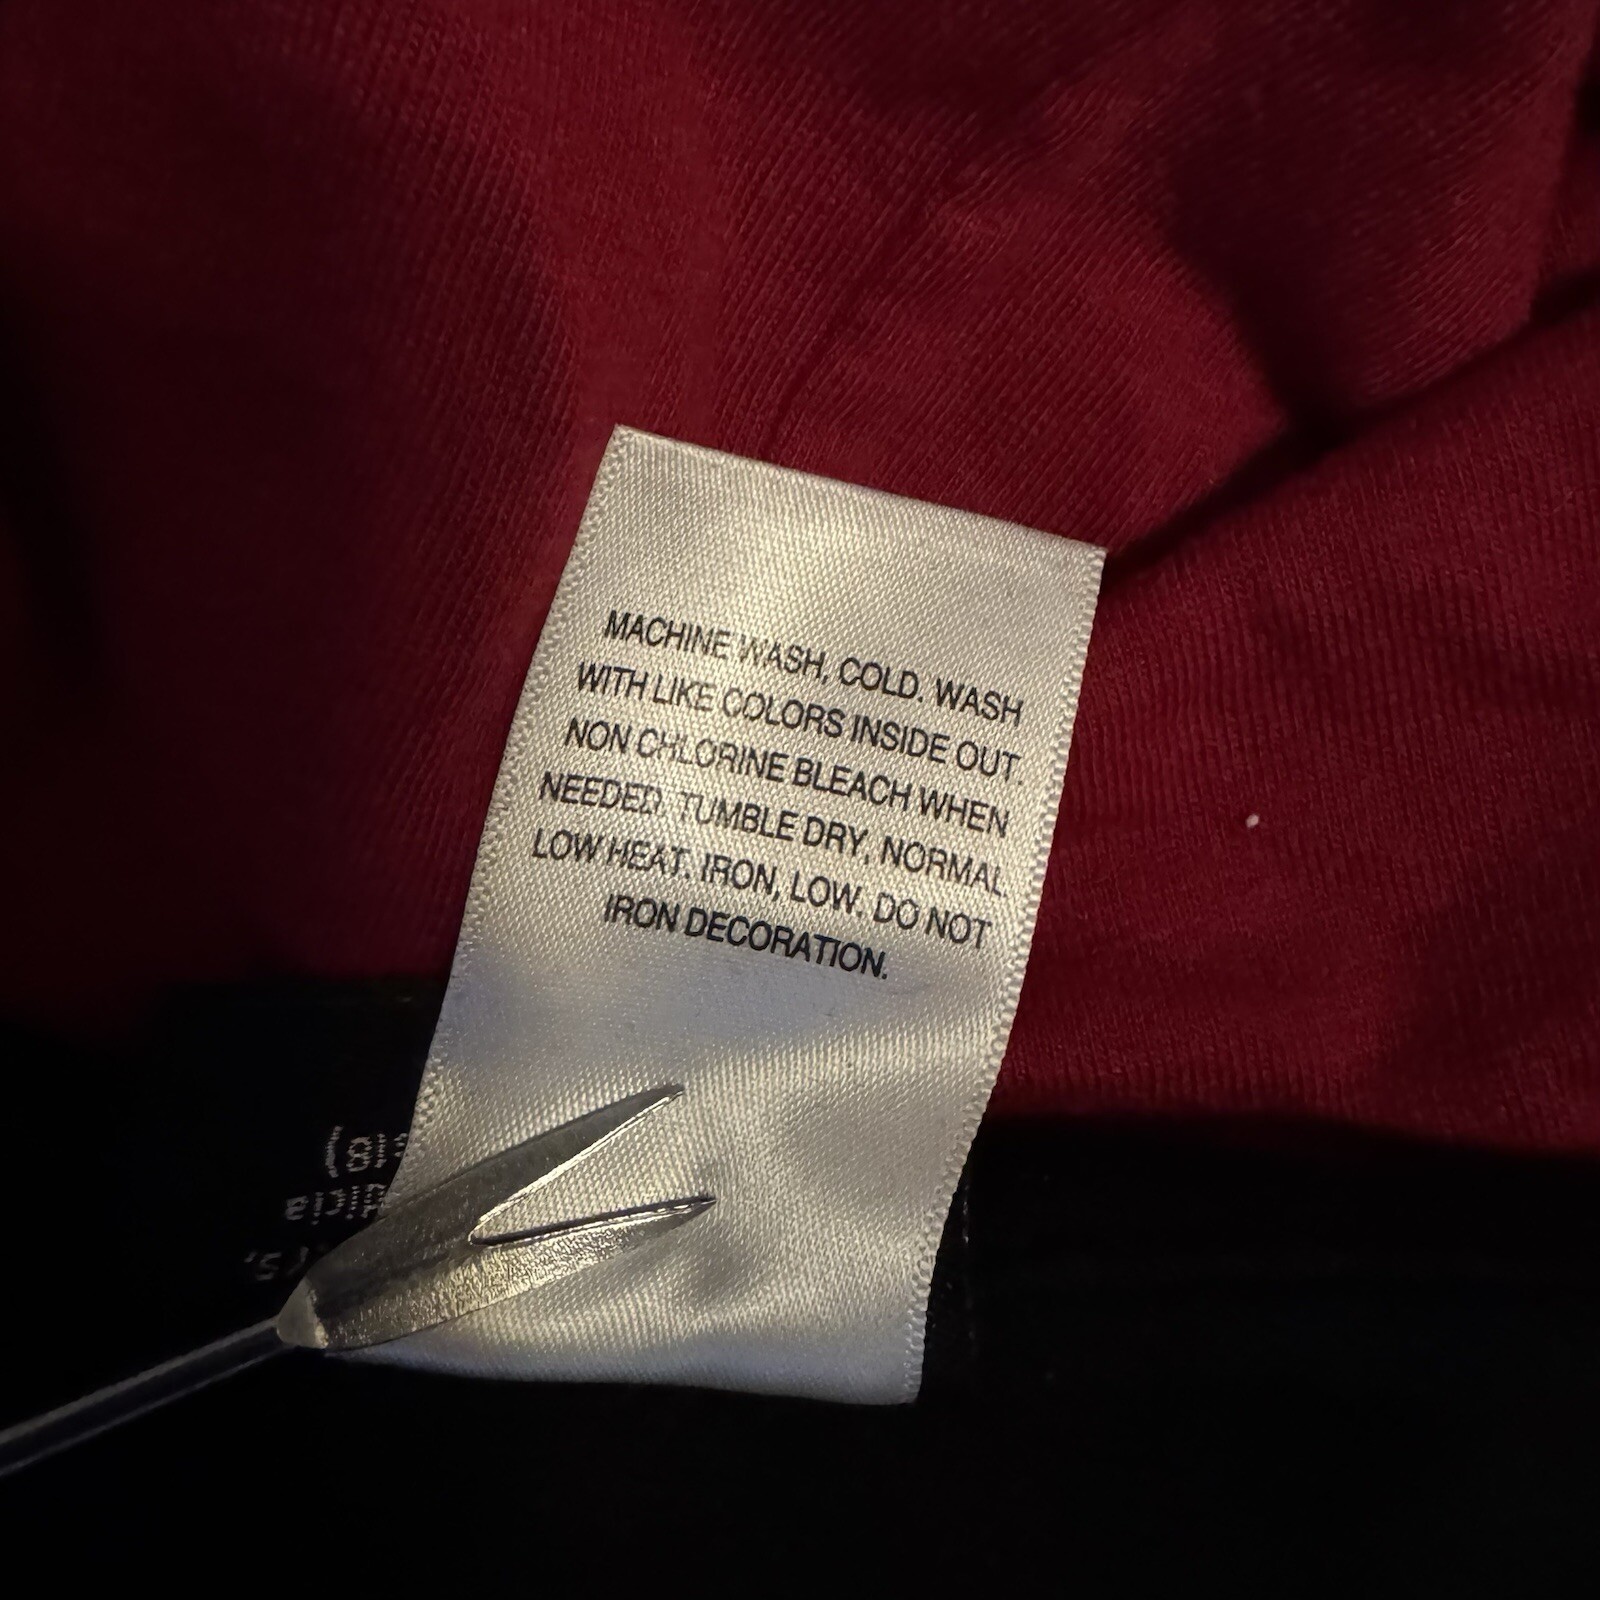 MACHINE WASH, COLD. WASH
WITH LIKE COLORS INSIDE OUT.
NON CHLORINE BLEACH WHEN
NEEDED. TUMBLE DRY, NORMAL
LOW HEAT. IRON, LOW. DO NOT
IRON DECORATION.